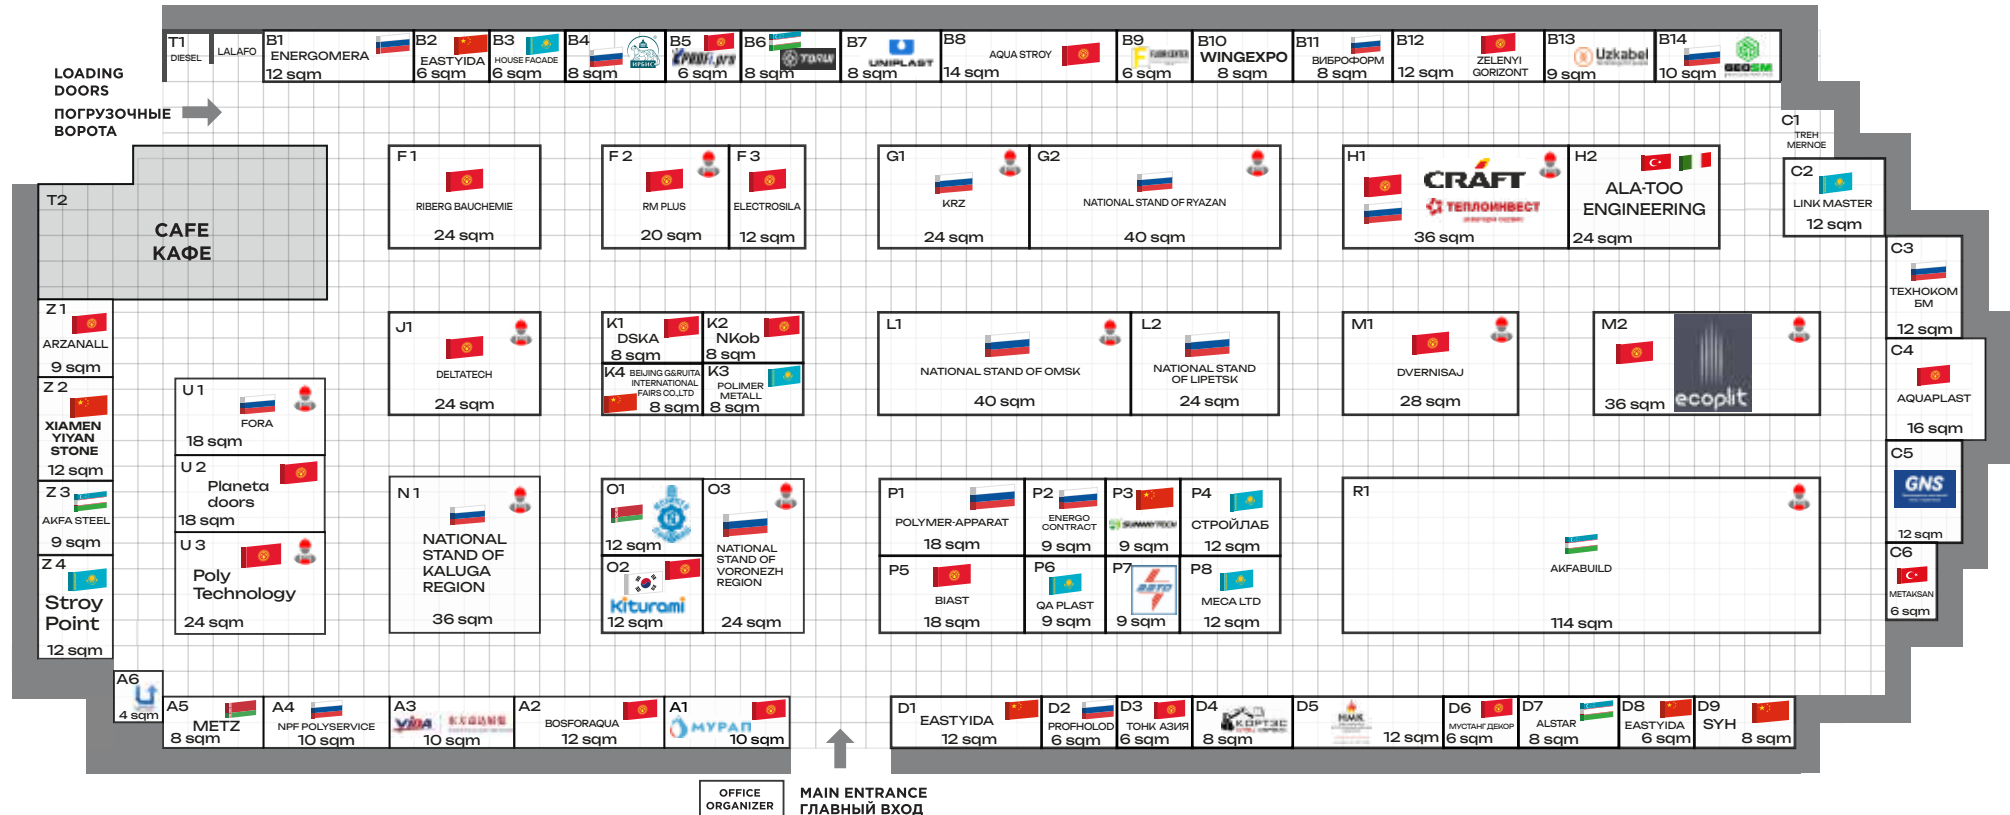 T1
DIESEL
LALAFO
B1
ENERGOMERA
12 sqm
B2
EASTYIDA
6 sqm
B3
HOUSE FACADE
6 sqm
B4
ИРБИС
8 sqm
B5
PROFI.pro
6 sqm
B6
TOPUI
8 sqm
B7
UNIPLAST
8 sqm
B8
AQUA STROY
14 sqm
B9
FLOOR CENTER
6 sqm
B10
WINGEXPO
8 sqm
B11
ВИБРОФОРМ
8 sqm
B12
12 sqm
ZELENYI
GORIZONT
B13
Uzkabel
9 sqm
B14
GEOSM
10 sqm
LOADING
DOORS
ПОГРУЗОЧНЫЕ
ВОРОТА
C1
TREH
MERNOE
T2
CAFE
КАФЕ
F1
RIBERG BAUCHEMIE
24 sqm
F2
RM PLUS
20 sqm
F3
ELECTROSILA
12 sqm
G1
KRZ
24 sqm
G2
NATIONAL STAND OF RYAZAN
40 sqm
H1
CRAFT
ТЕПЛОИНВЕСТ
36 sqm
H2
ALA-TOO
ENGINEERING
24 sqm
C2
LINK MASTER
12 sqm
C3
ТЕХНОКОМ
БМ
12 sqm
Z1
ARZANALL
9 sqm
J1
DELTATECH
24 sqm
K1
DSKA
8 sqm
K2
NKob
8 sqm
K4
BEIJING G&RUITA
INTERNATIONAL
FAIRS CO.,LTD
8 sqm
K3
POLIMER
METALL
8 sqm
L1
NATIONAL STAND OF OMSK
40 sqm
L2
NATIONAL STAND
OF LIPETSK
24 sqm
M1
DVERNISAJ
28 sqm
M2
36 sqm
ecoplit
C4
AQUAPLAST
16 sqm
Z2
XIAMEN
YIYAN
STONE
12 sqm
U1
FORA
18 sqm
U2
Planeta
doors
18 sqm
U3
Poly
Technology
24 sqm
Z3
AKFA STEEL
9 sqm
Z4
Stroy
Point
12 sqm
N1
NATIONAL
STAND OF
KALUGA
REGION
36 sqm
O1
12 sqm
O2
Kiturami
12 sqm
O3
NATIONAL
STAND OF
VORONEZH
REGION
24 sqm
P1
POLYMER-APPARAT
18 sqm
P2
ENERGO
CONTRACT
9 sqm
P3
SUNNYTECH
9 sqm
P4
СТРОЙЛАБ
12 sqm
P5
BIAST
18 sqm
P6
QA PLAST
9 sqm
P7
9 sqm
P8
MECA LTD
12 sqm
R1
AKFABUILD
114 sqm
C5
GNS
12 sqm
C6
METAKSAN
6 sqm
A6
4 sqm
A5
METZ
8 sqm
A4
NPF POLYSERVICE
10 sqm
A3
VIDA
10 sqm
A2
BOSFORAQUA
12 sqm
A1
МУРАП
10 sqm
D1
EASTYIDA
12 sqm
D2
PROFHOLOD
6 sqm
D3
ТОНК АЗИЯ
6 sqm
D4
КОРТЭС
8 sqm
D5
12 sqm
D6
МУСТАНГ ДЕКОР
6 sqm
D7
ALSTAR
8 sqm
D8
EASTYIDA
6 sqm
D9
SYH
8 sqm
OFFICE
ORGANIZER
MAIN ENTRANCE
ГЛАВНЫЙ ВХОД